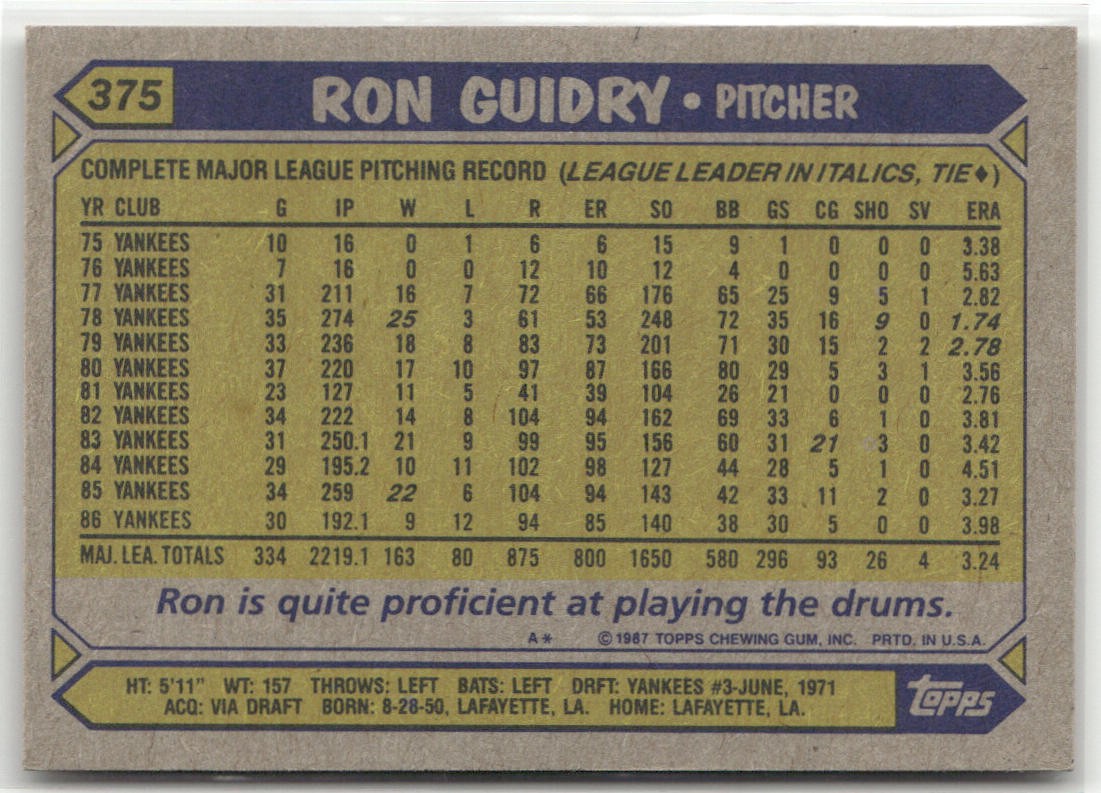 375 RON GUIDRY • PITCHER
COMPLETE MAJOR LEAGUE PITCHING RECORD (LEAGUE LEADER IN ITALICS, TIE♦)
YR CLUB G IP W L R ER SO BB GS CG SHO SV ERA
75 YANKEES 10 16 0 1 6 6 15 9 1 0 0 0 3.38
76 YANKEES 7 16 0 0 12 10 12 4 0 0 0 0 5.63
77 YANKEES 31 211 16 7 72 66 176 65 25 9 5 1 2.82
78 YANKEES 35 274 25 3 61 53 248 72 35 16 9 0 1.74
79 YANKEES 33 236 18 8 83 73 201 71 30 15 2 2 2.78
80 YANKEES 37 220 17 10 97 87 166 80 29 5 3 1 3.56
81 YANKEES 23 127 11 5 41 39 104 26 21 0 0 0 2.76
82 YANKEES 34 222 14 8 104 94 162 69 33 6 1 0 3.81
83 YANKEES 31 250.1 21 9 99 95 156 60 31 21 3 0 3.42
84 YANKEES 29 195.2 10 11 102 98 127 44 28 5 1 0 4.51
85 YANKEES 34 259 22 6 104 94 143 42 33 11 2 0 3.27
86 YANKEES 30 192.1 9 12 94 85 140 38 30 5 0 0 3.98
MAJ. LEA. TOTALS 334 2219.1 163 80 875 800 1650 580 296 93 26 4 3.24
Ron is quite proficient at playing the drums.
A* © 1987 TOPPS CHEWING GUM, INC. PRTD. IN U.S.A.
HT: 5'11" WT: 157 THROWS: LEFT BATS: LEFT DRFT: YANKEES #3-JUNE, 1971
ACQ: VIA DRAFT BORN: 8-28-50, LAFAYETTE, LA. HOME: LAFAYETTE, LA.
topps